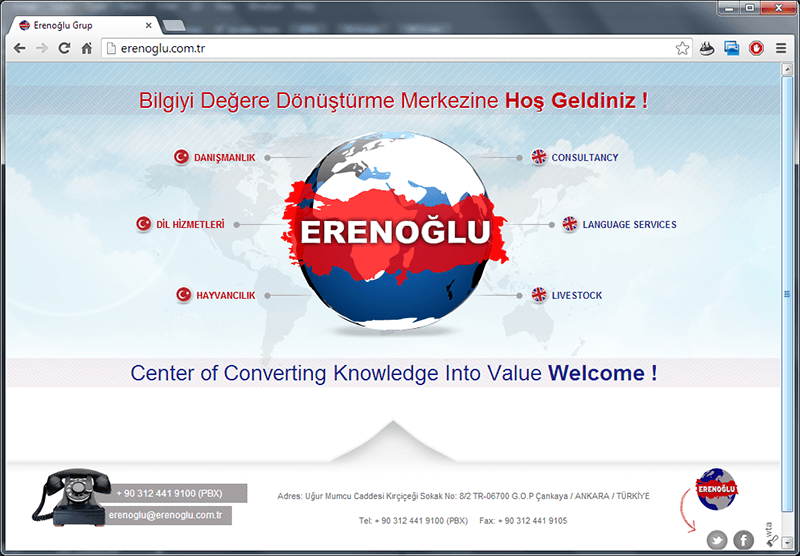 Erenoğlu Grup
erenoglu.com.tr
Bilgiyi Değere Dönüştürme Merkezine Hoş Geldiniz !
DANIŞMANLIK
CONSULTANCY
DİL HİZMETLERİ
ERENOĞLU
LANGUAGE SERVICES
HAYVANCILIK
LIVESTOCK
Center of Converting Knowledge Into Value Welcome !
+ 90 312 441 9100 (PBX)
erenoglu@erenoglu.com.tr
Adres: Uğur Mumcu Caddesi Kırçiçeği Sokak No: 8/2 TR-06700 G.O.P Çankaya / ANKARA / TÜRKİYE
Tel: + 90 312 441 9100 (PBX) Fax: + 90 312 441 9105
ERENOĞLU
wta